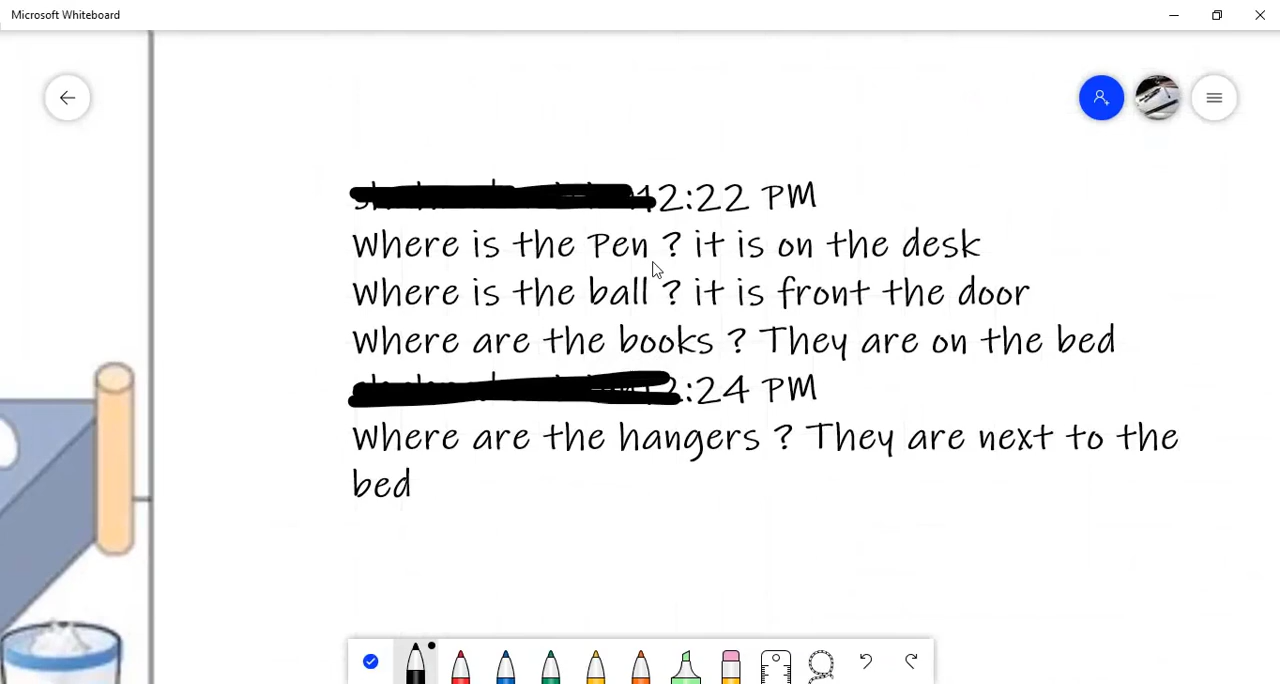 Microsoft Whiteboard
12:22 PM
Where is the Pen ? it is on the desk
Where is the ball ? it is front the door
Where are the books ? They are on the bed
2:24 PM
Where are the hangers ? They are next to the
bed